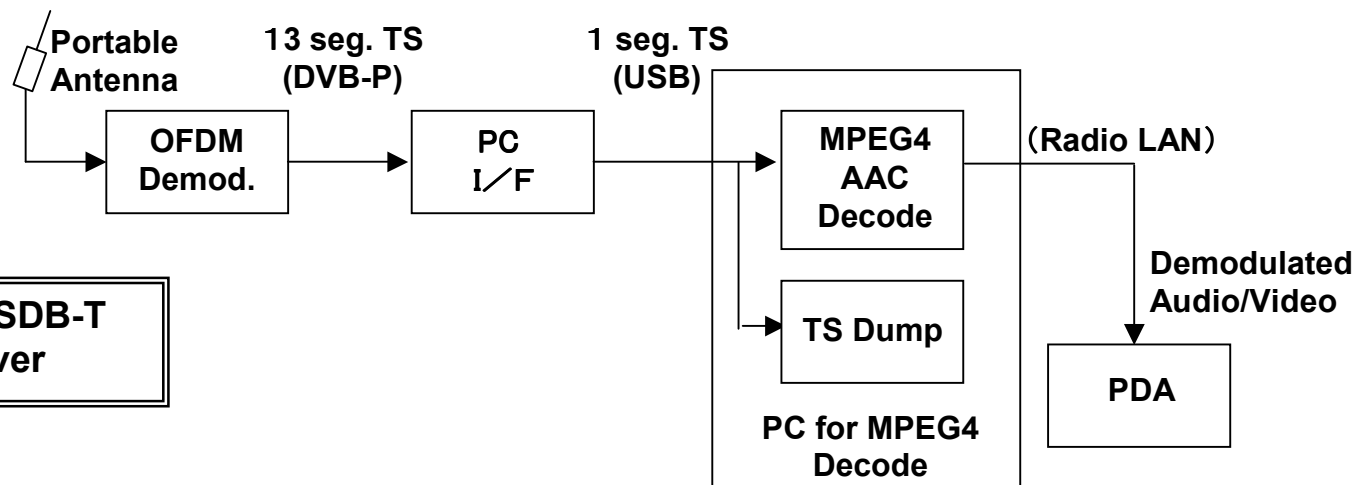 Portable
Antenna
13 seg. TS
(DVB-P)
1 seg. TS
(USB)
OFDM
Demod.
PC
I／F
MPEG4
AAC
Decode
（Radio LAN）
Demodulated
Audio/Video
TS Dump
PDA
PC for MPEG4
Decode
SDB-T
ver